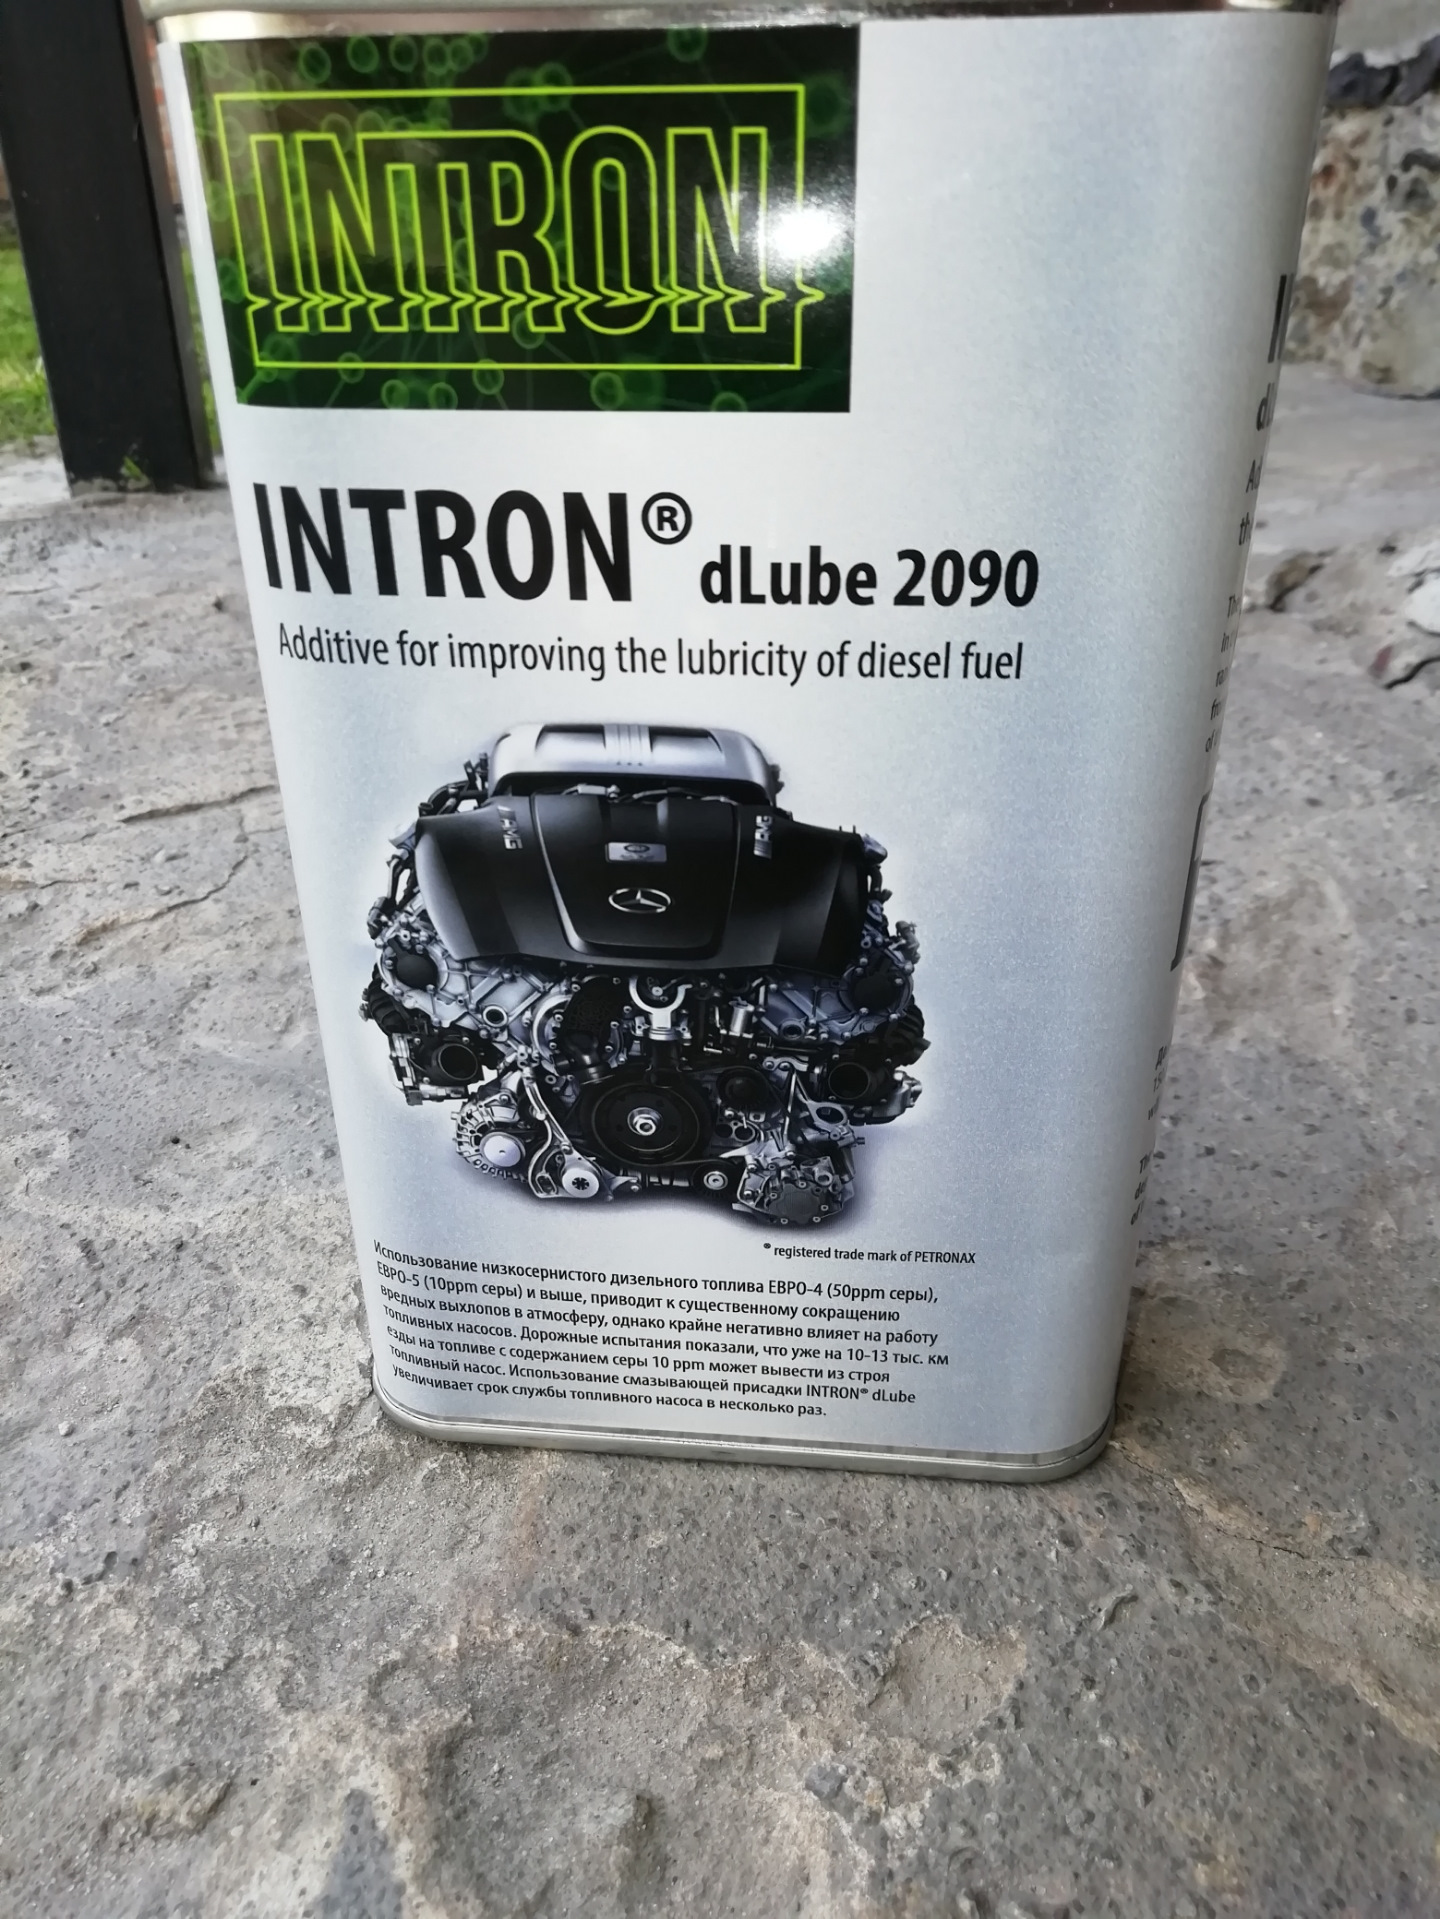 INTRON
INTRON® dLube 2090
Additive for improving the lubricity of diesel fuel
AMG
AMG
® registered trade mark of PETRONAX
Использование низкосернистого дизельного топлива ЕВРО-4 (50ppm серы),
ЕВРО-5 (10ppm серы) и выше, приводит к существенному сокращению
вредных выхлопов в атмосферу, однако крайне негативно влияет на работу
топливных насосов. Дорожные испытания показали, что уже на 10-13 тыс. км
езды на топливе с содержанием серы 10 ppm может вывести из строя
топливный насос. Использование смазывающей присадки INTRON® dLube
увеличивает срок службы топливного насоса в несколько раз.